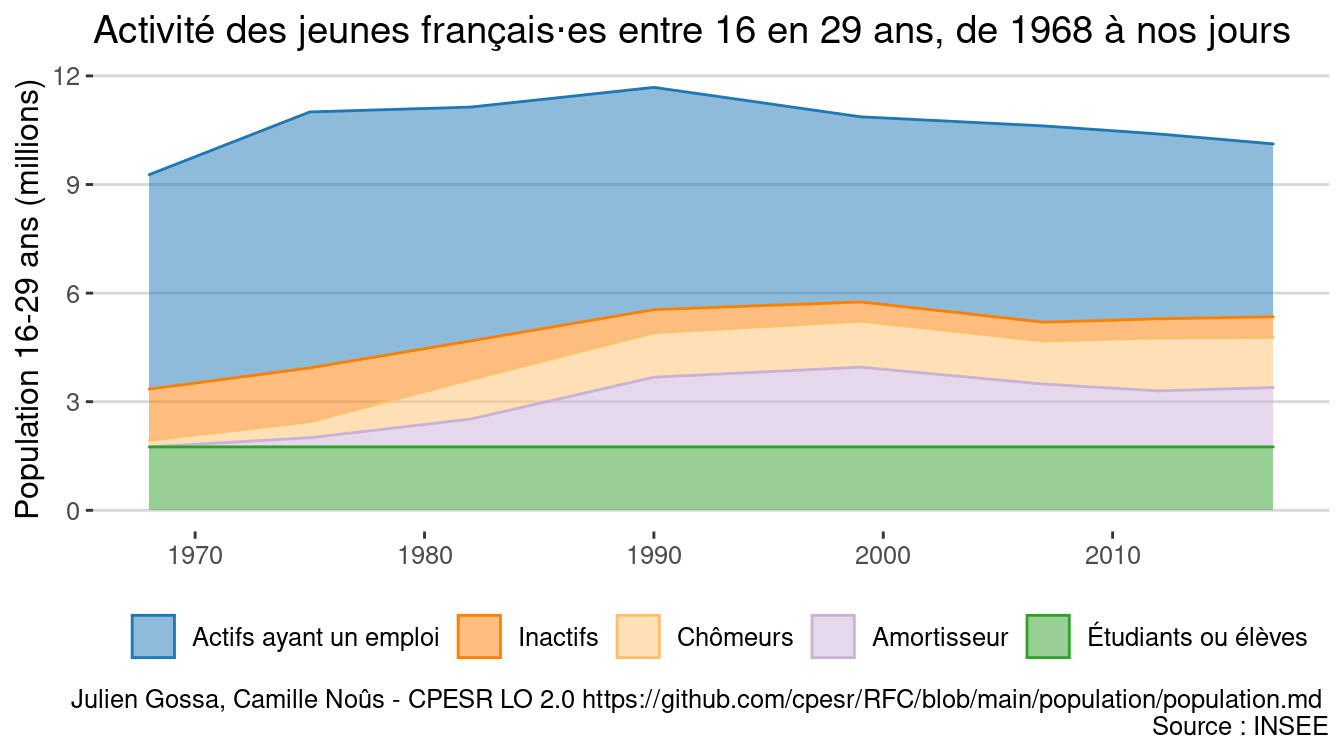 Activité des jeunes français·es entre 16 en 29 ans, de 1968 à nos jours
Population 16-29 ans (millions)
12
9
6
3
0
1970 1980 1990 2000 2010
Actifs ayant un emploi Inactifs Chômeurs Amortisseur Étudiants ou élèves
Julien Gossa, Camille Noûs - CPESR LO 2.0 https://github.com/cpesr/RFC/blob/main/population/population.md
Source : INSEE